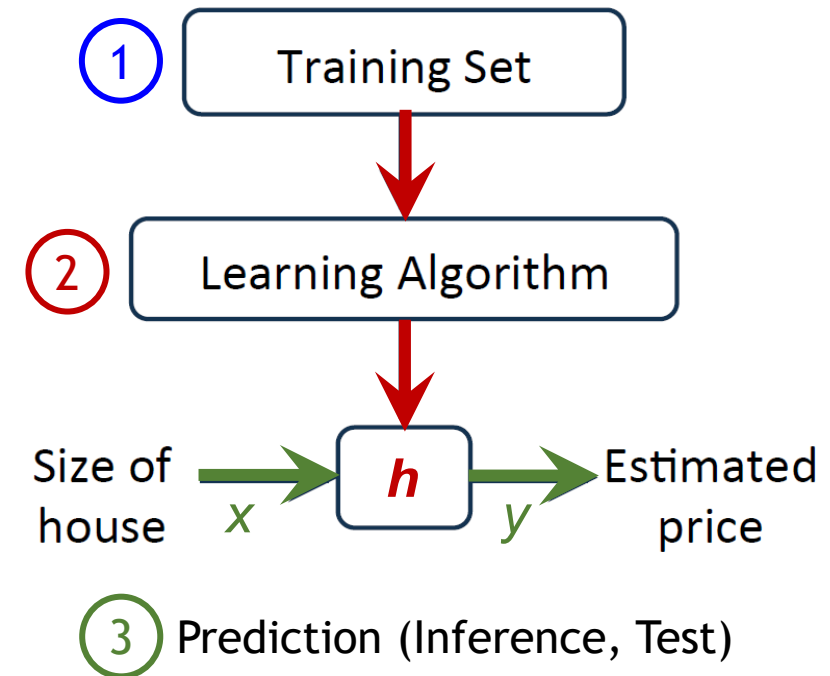 1
Training Set
2
Learning Algorithm
Size of
house
x
h
y
Estimated
price
3 Prediction (Inference, Test)